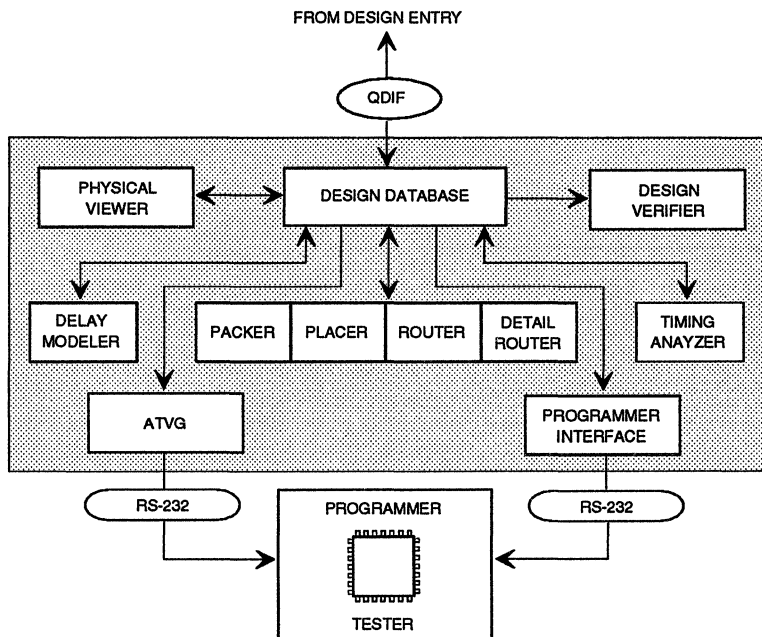 FROM DESIGN ENTRY
QDIF
PHYSICAL
VIEWER
DESIGN DATABASE
DESIGN
VERIFIER
DELAY
MODELER
PACKER
PLACER
ROUTER
DETAIL
ROUTER
TIMING
ANAYZER
ATVG
PROGRAMMER
INTERFACE
RS-232
PROGRAMMER
RS-232
TESTER